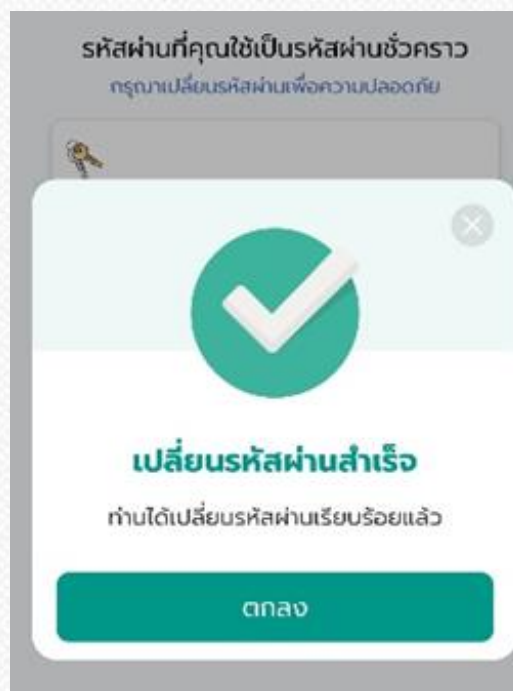 รหัสผ่านที่คุณใช้เป็นรหัสผ่านชั่วคราว
กรุณาเปลี่ยนรหัสผ่านเพื่อความปลอดภัย
เปลี่ยนรหัสผ่านสำเร็จ
ท่านได้เปลี่ยนรหัสผ่านเรียบร้อยแล้ว
ตกลง